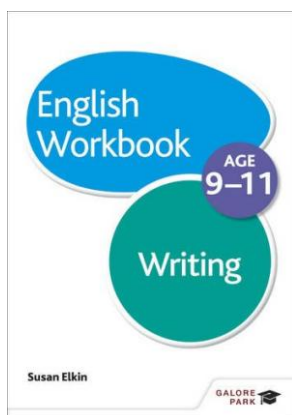 English
Workbook
AGE
9–11
Writing
Susan Elkin
GALORE
PARK